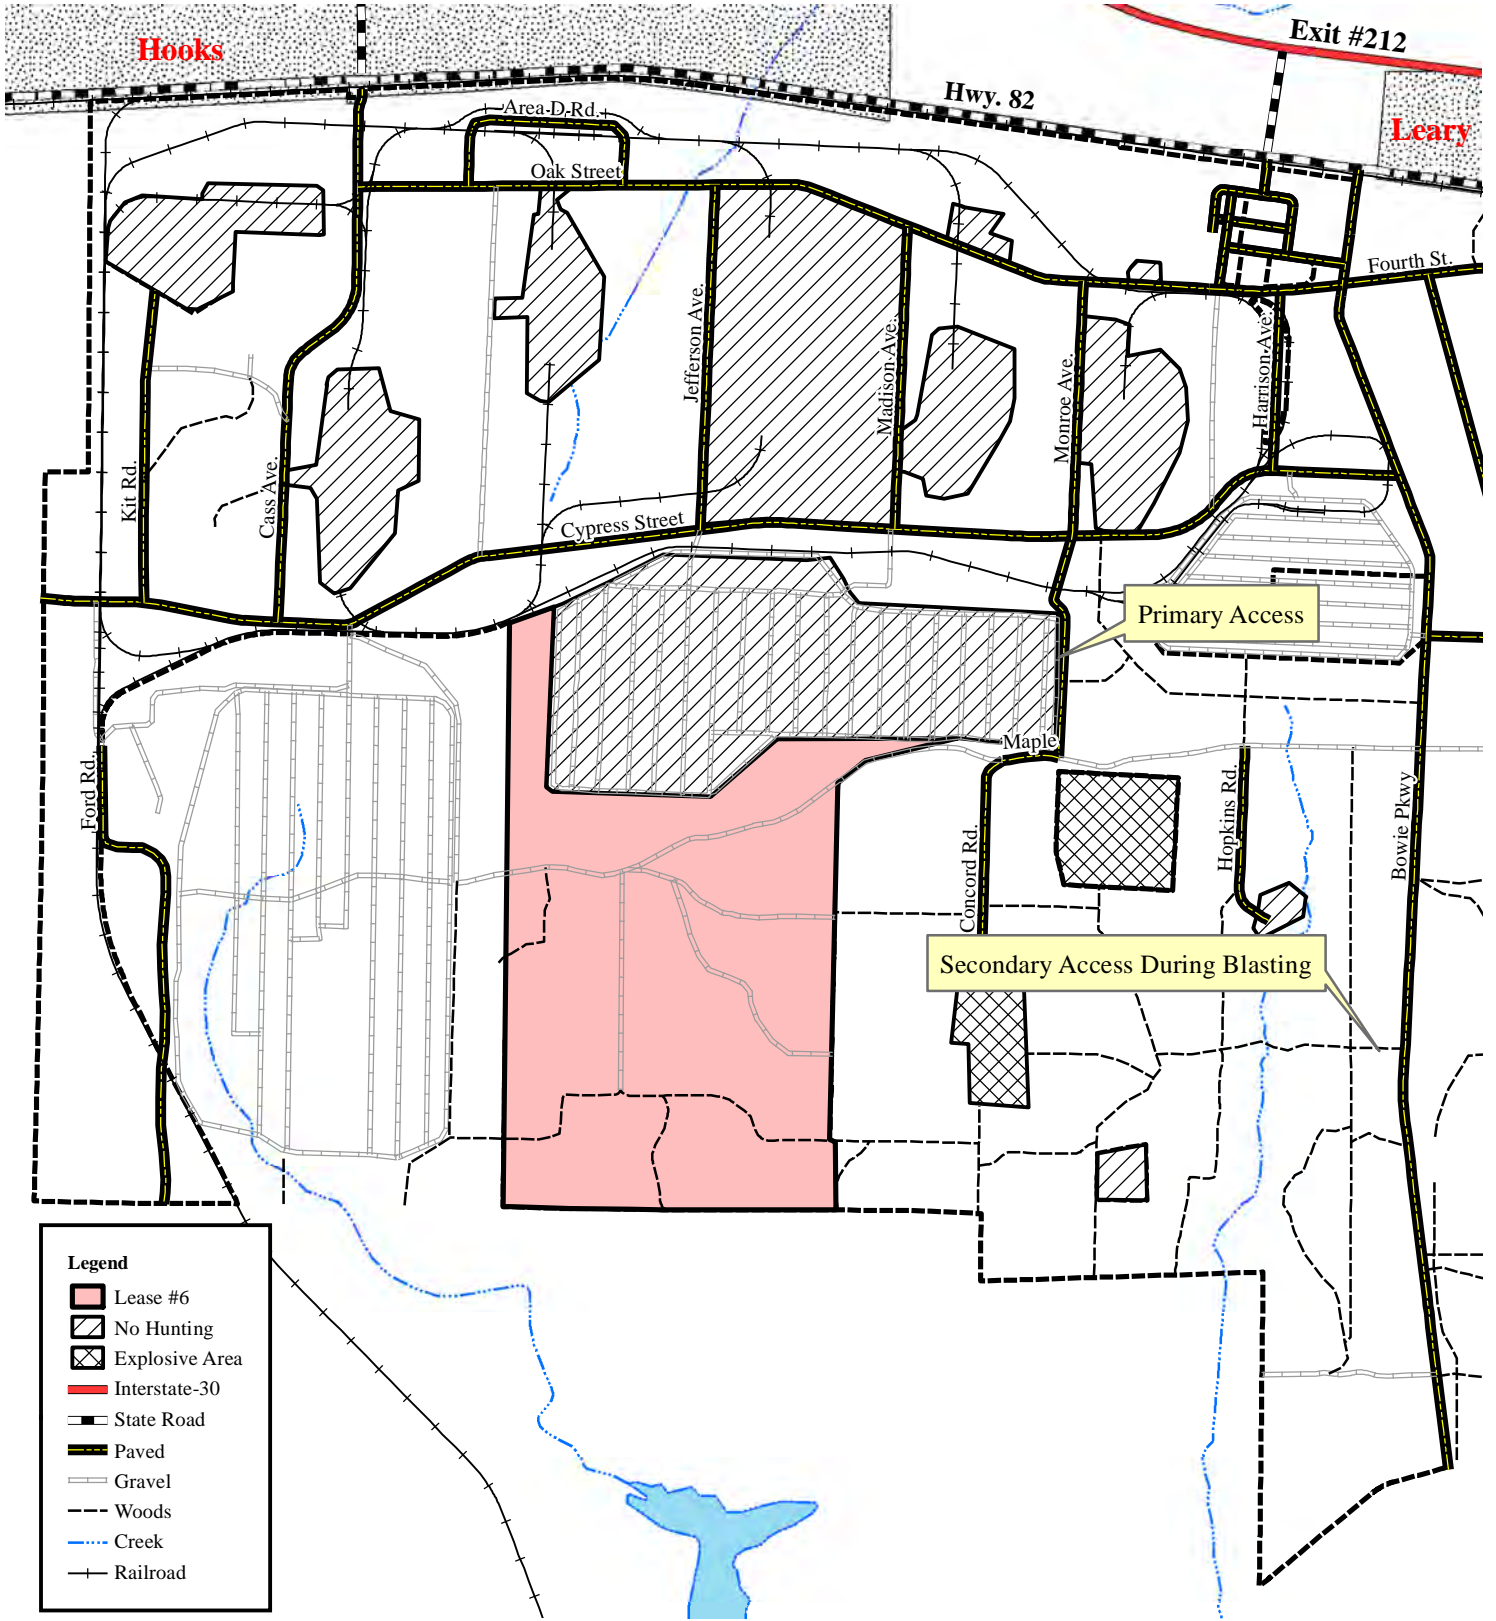 Hooks
Exit #212
Hwy. 82
Leary
Area D Rd.
Oak Street
Fourth St.
Jefferson Ave.
Madison Ave.
Monroe Ave.
Harrison Ave.
Kit Rd.
Cass Ave.
Cypress Street
Primary Access
Maple
Ford Rd.
Concord Rd.
Hopkins Rd.
Bowie Pkwy
Secondary Access During Blasting
Legend
Lease #6
No Hunting
Explosive Area
Interstate-30
State Road
Paved
Gravel
Woods
Creek
Railroad